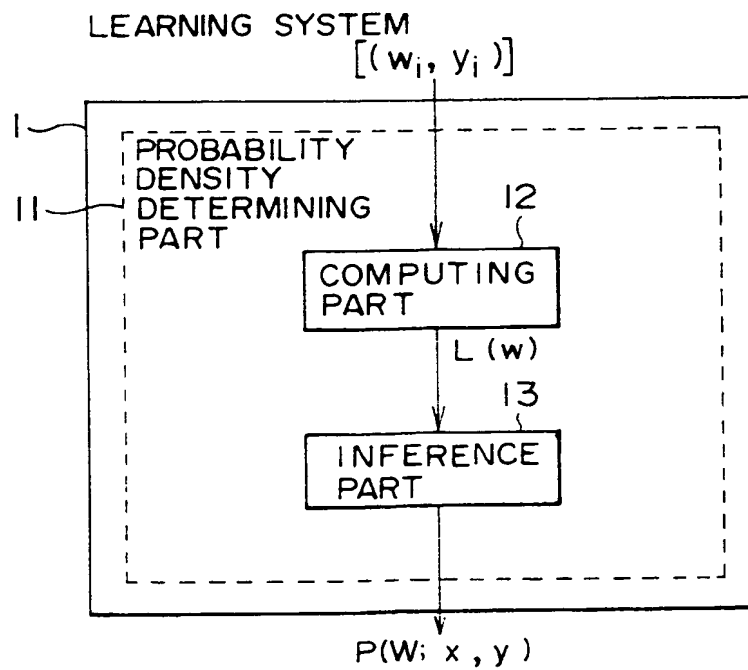 LEARNING SYSTEM
[(wi, yi)]
1
PROBABILITY
DENSITY
11
DETERMINING
PART
12
COMPUTING
PART
L(w)
13
INFERENCE
PART
P(W; x, y)